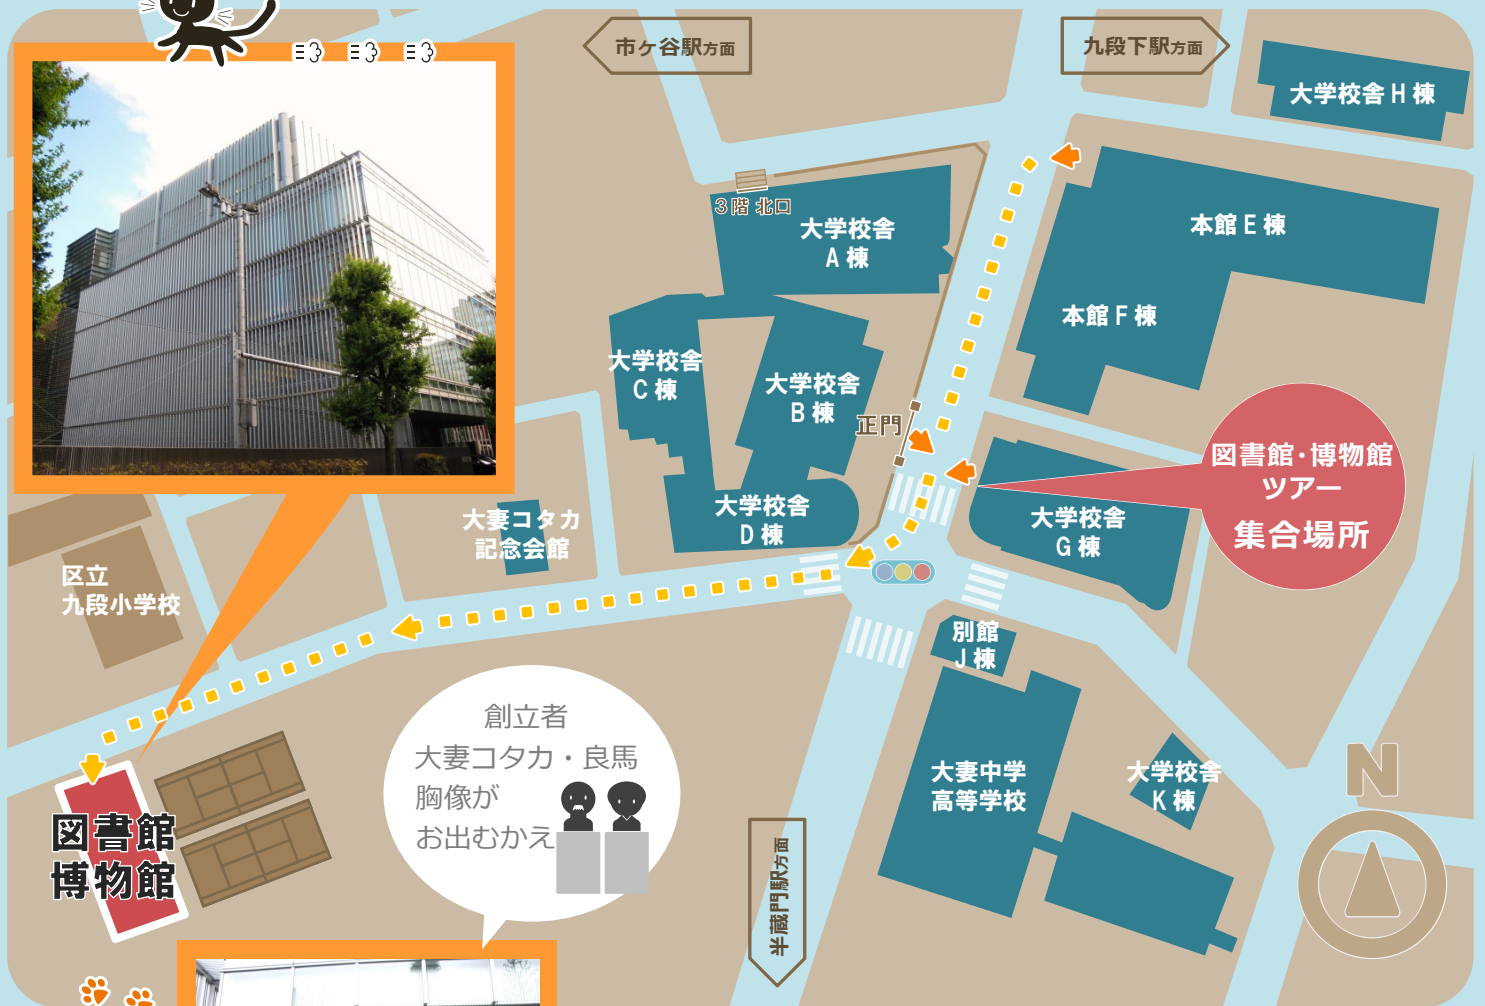 市ヶ谷駅方面
九段下駅方面
大学校舎 H 棟
3階 北口
大学校舎
A 棟
本館 E 棟
本館 F 棟
大学校舎
C 棟
大学校舎
B 棟
正門
図書館・博物館
ツアー
集合場所
大学校舎
D 棟
大学校舎
G 棟
大妻コタカ
記念会館
区立
九段小学校
別館
J 棟
創立者
大妻コタカ・良馬
胸像が
お出むかえ
大妻中学
高等学校
大学校舎
K 棟
N
図書館
博物館
半蔵門駅方面